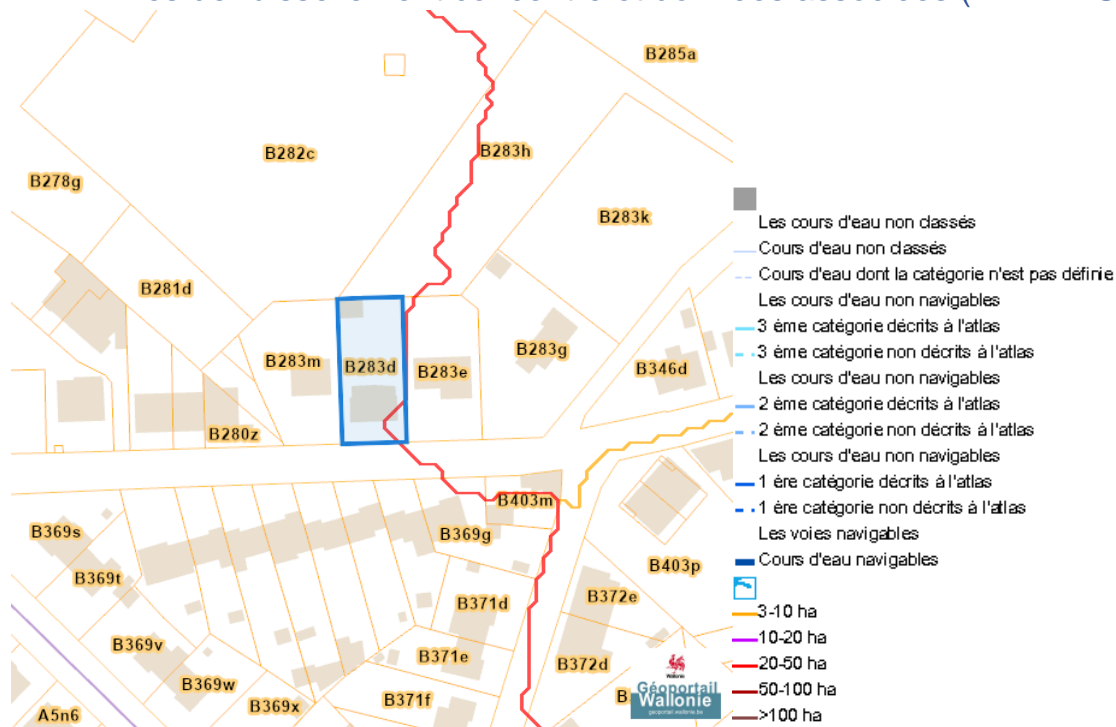 B285a
B282c
B283h
B278g
B283k
B281d
B283m
B283d
B283e
B283g
B346d
B280z
B403m
B369s
B369g
B369t
B403p
B371d
B372e
B369v
B371e
B372d
B369w
B371f
B369x
A5n6
Wallonie
Géoportail
Wallonie
geoportail.wallonie.be
Les cours d'eau non classés
Cours d'eau non classés
Cours d'eau dont la catégorie n'est pas définie
Les cours d'eau non navigables
3 ème catégorie décrits à l'atlas
3 ème catégorie non décrits à l'atlas
Les cours d'eau non navigables
2 ème catégorie décrits à l'atlas
2 ème catégorie non décrits à l'atlas
Les cours d'eau non navigables
1 ère catégorie décrits à l'atlas
1 ère catégorie non décrits à l'atlas
Les voies navigables
Cours d'eau navigables
3-10 ha
10-20 ha
20-50 ha
50-100 ha
>100 ha